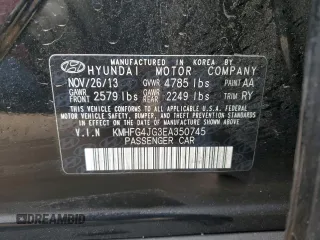 MANUFACTURED IN KOREA BY
HYUNDAI MOTOR COMPANY
NOV/26/13 GVWR 4785 lbs PAINT AA
GAWR FRONT 2579 lbs GAWR REAR 2249 lbs TRIM RY
THIS VEHICLE CONFORMS TO ALL APPLICABLE U.S.A. FEDERAL
MOTOR VEHICLE SAFETY, BUMPER, AND THEFT PREVENTION
STANDARDS IN EFFECT ON THE DATE OF MANUFACTURE
SHOWN ABOVE.
V.I.N KMHFG4JG3EA350745
PASSENGER CAR
DREAMBID